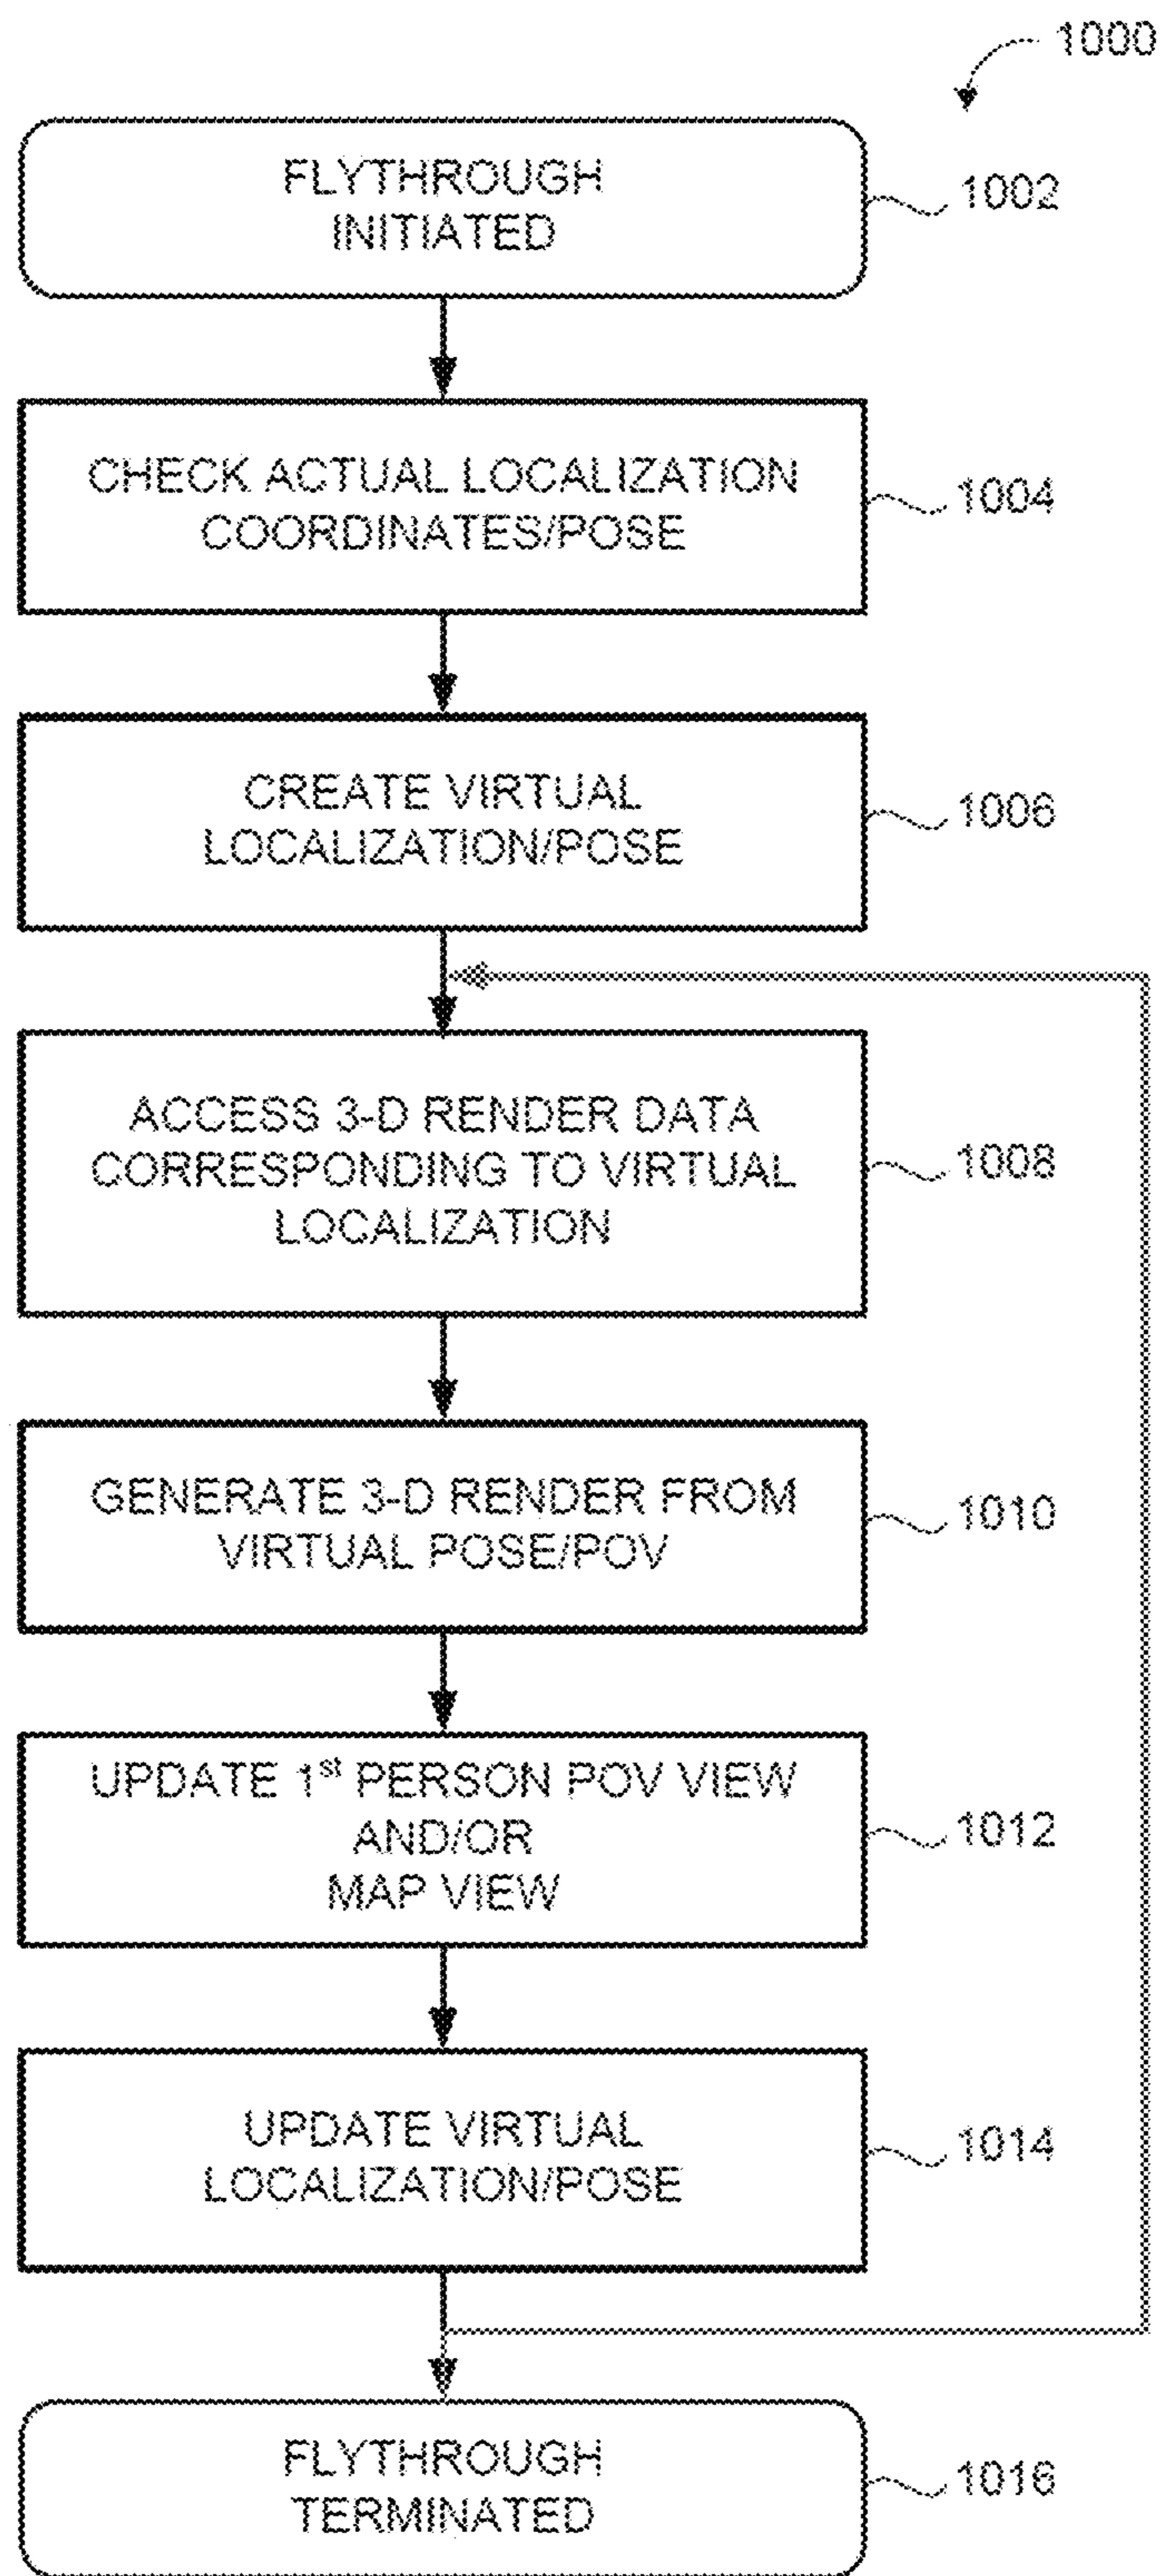 1000
FLYTHROUGH
INITIATED
1002
CHECK ACTUAL LOCALIZATION
COORDINATES/POSE
1004
CREATE VIRTUAL
LOCALIZATION/POSE
1006
ACCESS 3-D RENDER DATA
CORRESPONDING TO VIRTUAL
LOCALIZATION
1008
GENERATE 3-D RENDER FROM
VIRTUAL POSE/POV
1010
UPDATE 1st PERSON POV VIEW
AND/OR
MAP VIEW
1012
UPDATE VIRTUAL
LOCALIZATION/POSE
1014
FLYTHROUGH
TERMINATED
1016